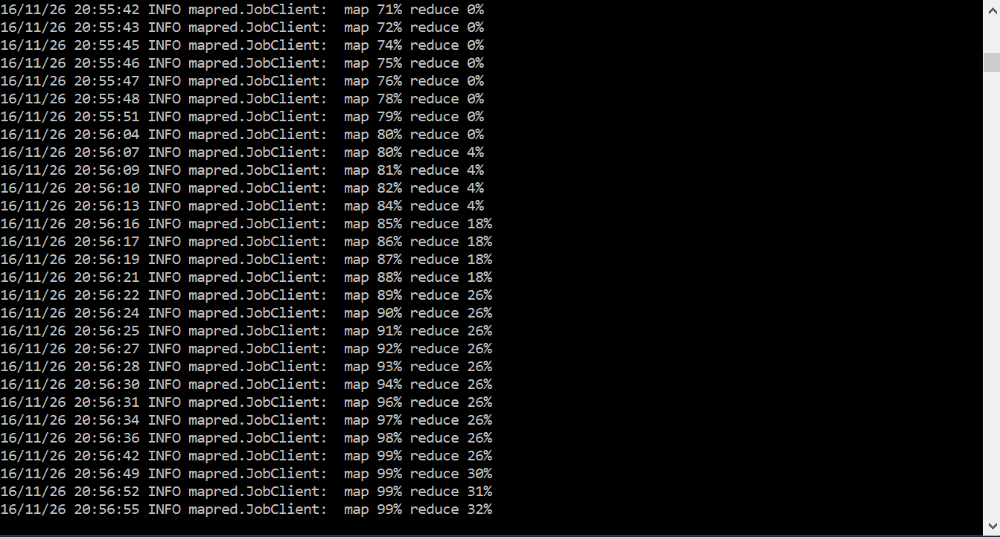 16/11/26 20:55:42 INFO mapred.JobClient:  map 71% reduce 0%
16/11/26 20:55:43 INFO mapred.JobClient:  map 72% reduce 0%
16/11/26 20:55:45 INFO mapred.JobClient:  map 74% reduce 0%
16/11/26 20:55:46 INFO mapred.JobClient:  map 75% reduce 0%
16/11/26 20:55:47 INFO mapred.JobClient:  map 76% reduce 0%
16/11/26 20:55:48 INFO mapred.JobClient:  map 78% reduce 0%
16/11/26 20:55:51 INFO mapred.JobClient:  map 79% reduce 0%
16/11/26 20:56:04 INFO mapred.JobClient:  map 80% reduce 0%
16/11/26 20:56:07 INFO mapred.JobClient:  map 80% reduce 4%
16/11/26 20:56:09 INFO mapred.JobClient:  map 81% reduce 4%
16/11/26 20:56:10 INFO mapred.JobClient:  map 82% reduce 4%
16/11/26 20:56:13 INFO mapred.JobClient:  map 84% reduce 4%
16/11/26 20:56:16 INFO mapred.JobClient:  map 85% reduce 18%
16/11/26 20:56:17 INFO mapred.JobClient:  map 86% reduce 18%
16/11/26 20:56:19 INFO mapred.JobClient:  map 87% reduce 18%
16/11/26 20:56:21 INFO mapred.JobClient:  map 88% reduce 18%
16/11/26 20:56:22 INFO mapred.JobClient:  map 89% reduce 26%
16/11/26 20:56:24 INFO mapred.JobClient:  map 90% reduce 26%
16/11/26 20:56:25 INFO mapred.JobClient:  map 91% reduce 26%
16/11/26 20:56:27 INFO mapred.JobClient:  map 92% reduce 26%
16/11/26 20:56:28 INFO mapred.JobClient:  map 93% reduce 26%
16/11/26 20:56:30 INFO mapred.JobClient:  map 94% reduce 26%
16/11/26 20:56:31 INFO mapred.JobClient:  map 96% reduce 26%
16/11/26 20:56:34 INFO mapred.JobClient:  map 97% reduce 26%
16/11/26 20:56:36 INFO mapred.JobClient:  map 98% reduce 26%
16/11/26 20:56:42 INFO mapred.JobClient:  map 99% reduce 26%
16/11/26 20:56:49 INFO mapred.JobClient:  map 99% reduce 30%
16/11/26 20:56:52 INFO mapred.JobClient:  map 99% reduce 31%
16/11/26 20:56:55 INFO mapred.JobClient:  map 99% reduce 32%